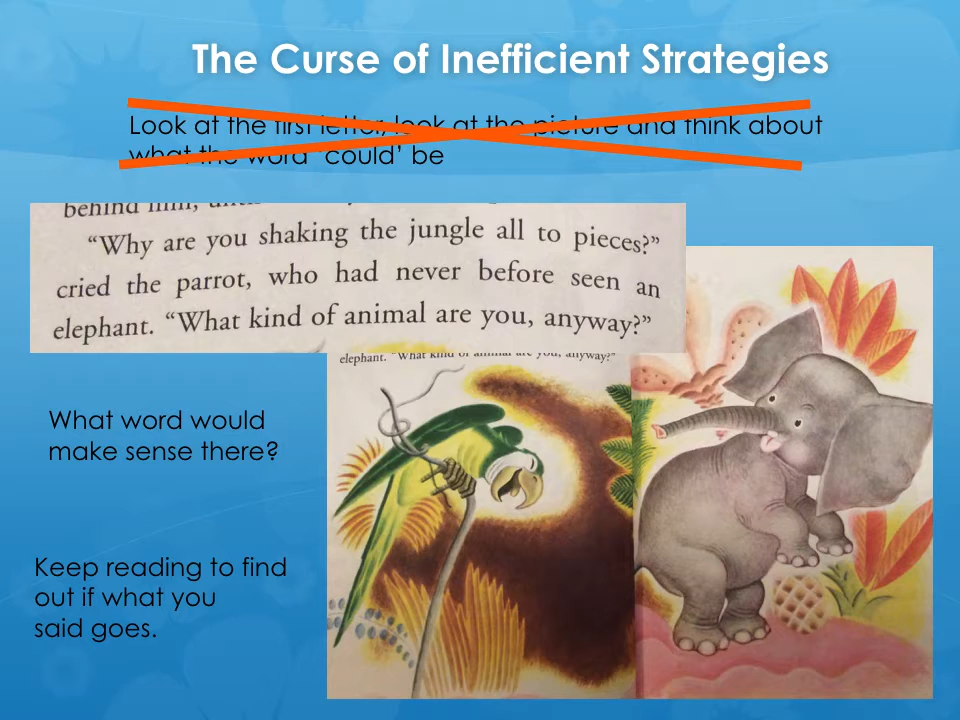 The Curse of Inefficient Strategies
Look at the first letter, look at the picture and think about
what the word ‘could’ be
behind him,
“Why are you shaking the jungle all to pieces?”
cried the parrot, who had never before seen an
elephant. “What kind of animal are you, anyway?”
elephant. “What kind of animal are you, anyway?”
What word would
make sense there?
Keep reading to find
out if what you
said goes.